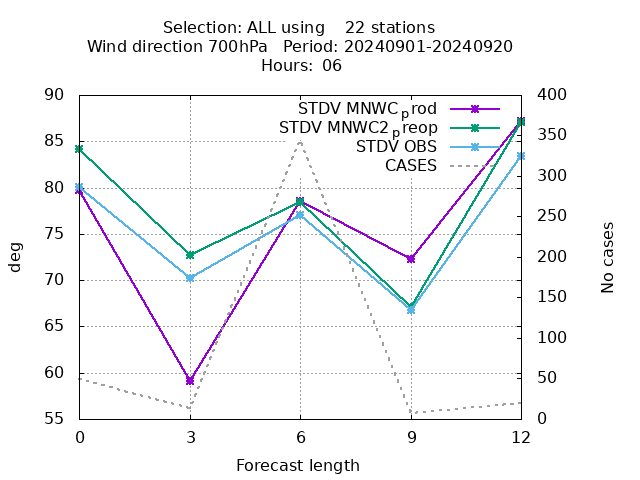 Selection: ALL using    22 stations
Wind direction 700hPa   Period: 20240901-20240920
Hours: 06
90
85
80
75
70
65
60
55
400
350
300
250
200
150
100
50
0
STDV MNWC_prod
STDV MNWC2_preop
STDV OBS
CASES
deg
No cases
0 3 6 9 12
Forecast length